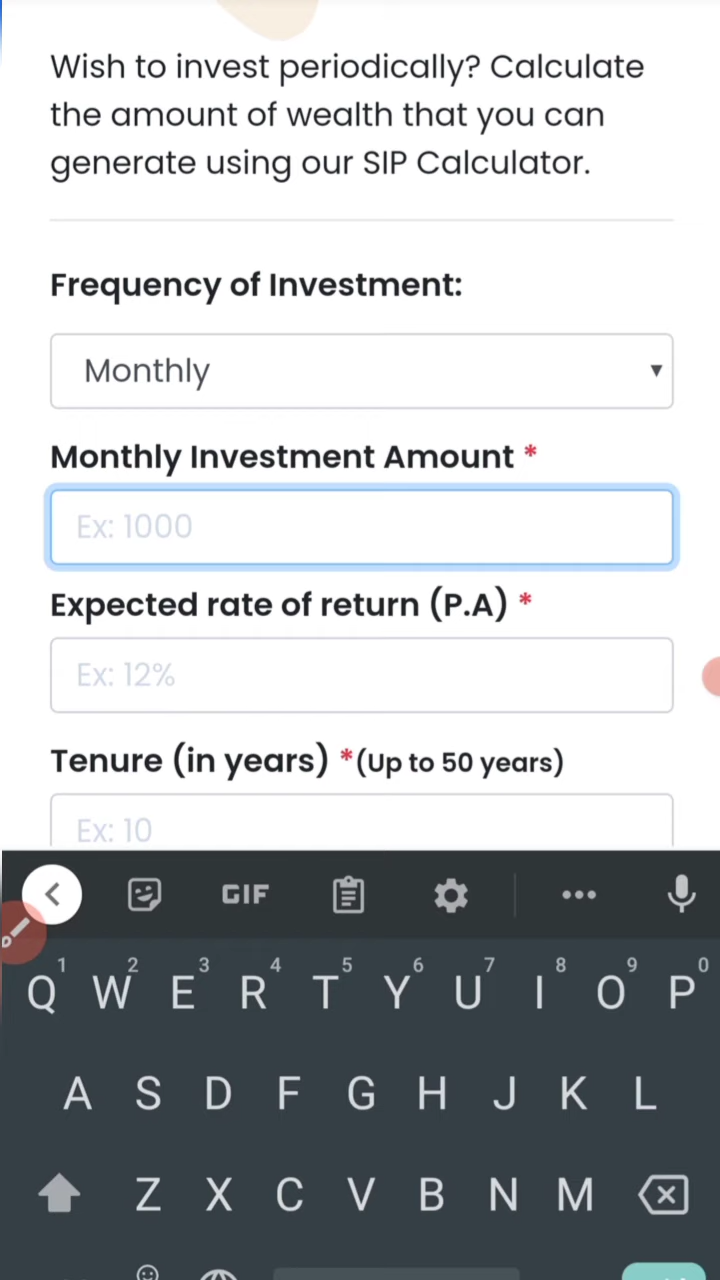 Wish to invest periodically? Calculate
the amount of wealth that you can
generate using our SIP Calculator.
Frequency of Investment:
Monthly
Monthly Investment Amount *
Ex: 1000
Expected rate of return (P.A) *
Ex: 12%
Tenure (in years) *(Up to 50 years)
Ex: 10
GIF
1 2 3 4 5 6 7 8 9 0
Q W E R T Y U I O P
A S D F G H J K L
Z X C V B N M